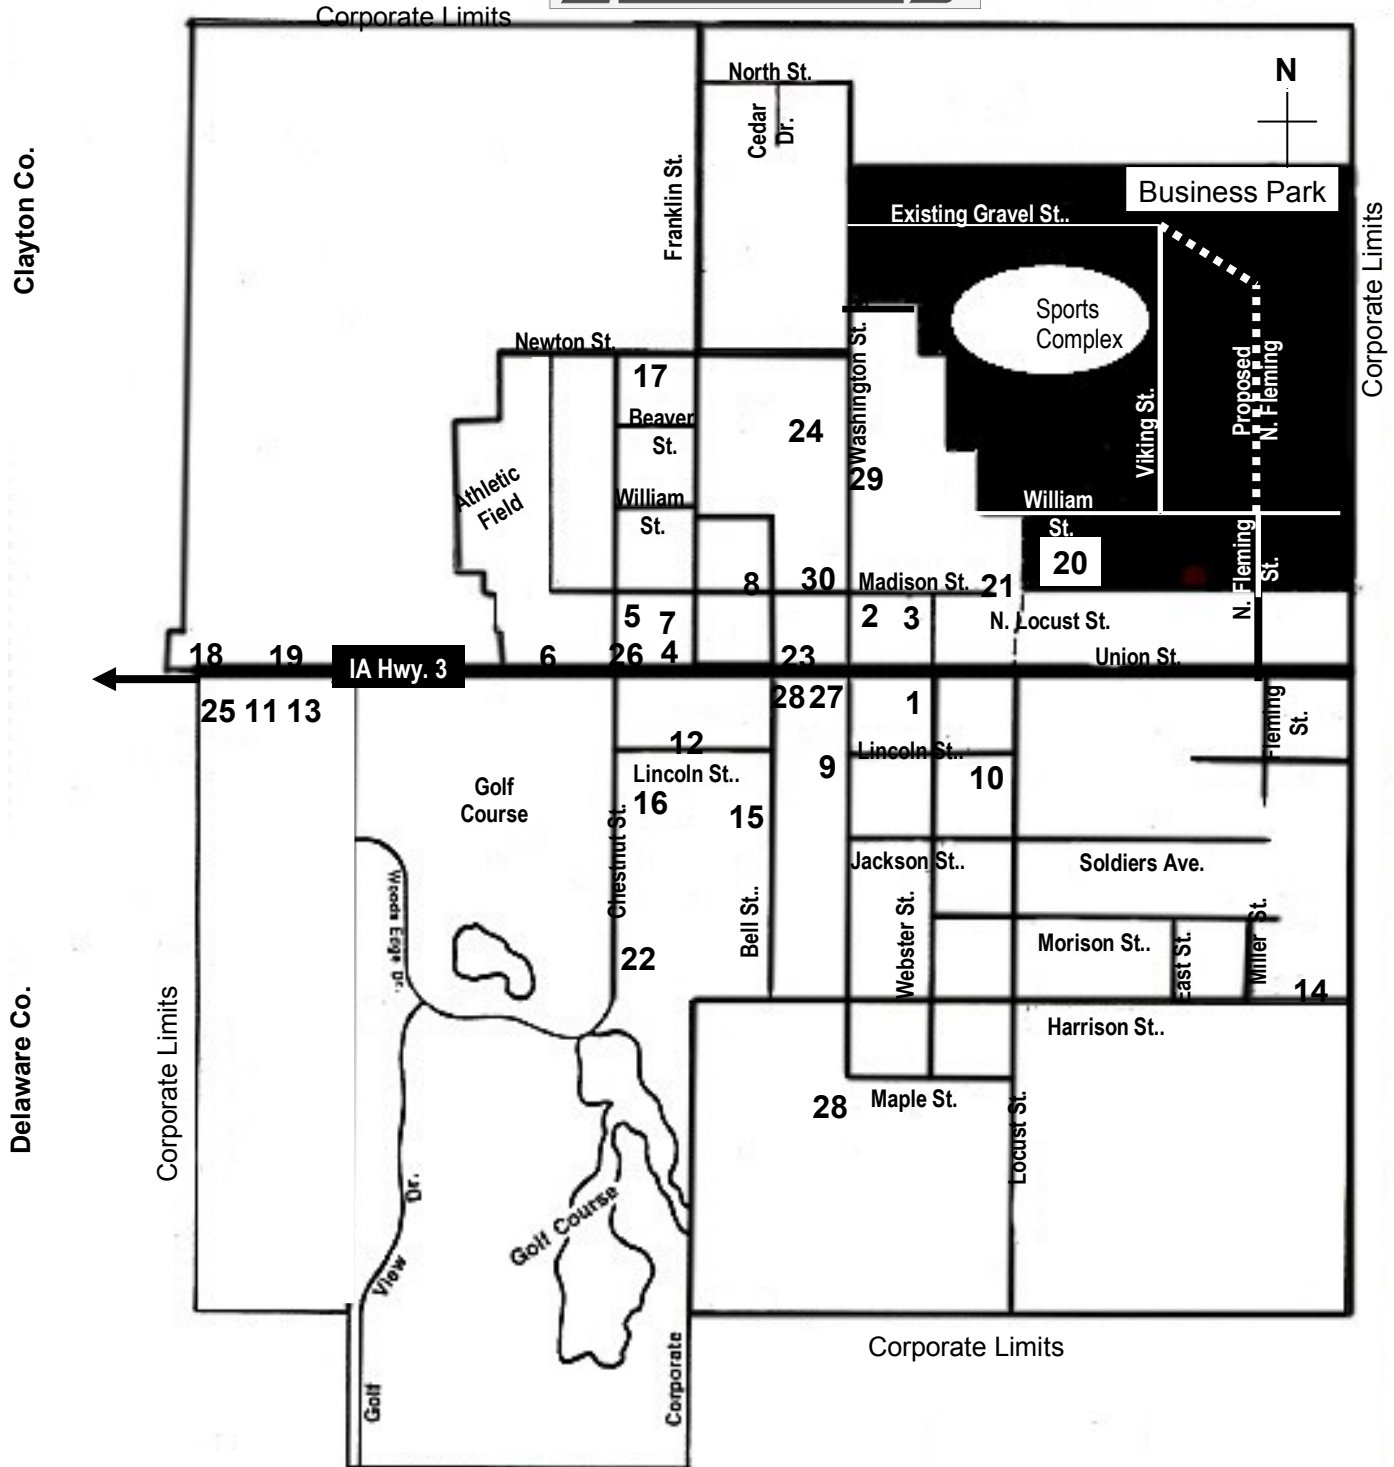 Corporate Limits
North St.
N
Cedar
Dr.
Clayton Co.
Franklin St.
Business Park
Existing Gravel St..
Corporate Limits
Sports
Complex
Newton St.
Washington St.
17
Proposed
N. Fleming
Viking St.
Beaver
St.
24
29
Athletic
Field
William
St.
William
St.
20
N. Fleming
St.
8
30
Madison St.
21
5
7
2
3
N. Locust St.
18
19
IA Hwy. 3
6
26
4
23
Union St.
25
11
13
28
27
1
Fleming
St.
12
Lincoln St..
Lincoln St..
9
10
Golf
Course
16
15
Chestnut St.
Jackson St..
Soldiers Ave.
Woods Edge Dr.
Bell St..
Webster St.
Morison St..
East St.
Miller St.
22
14
Delaware Co.
Corporate Limits
Harrison St..
28
Maple St.
Locust St.
Golf Course
Golf
View
Dr.
Corporate
Corporate Limits